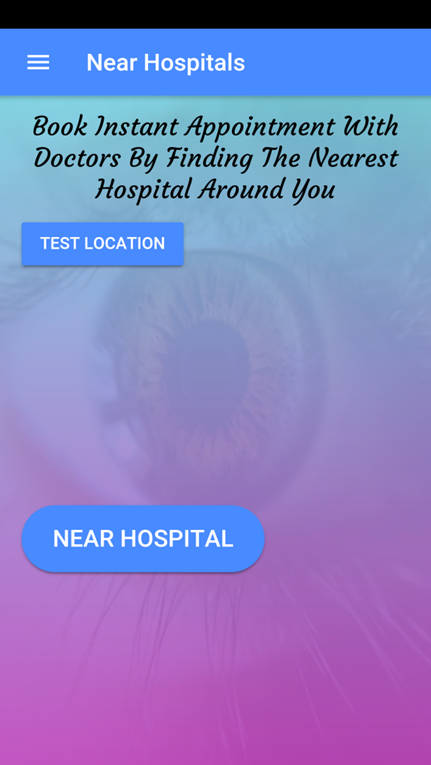 Near Hospitals
Book Instant Appointment With
Doctors By Finding The Nearest
Hospital Around You
TEST LOCATION
NEAR HOSPITAL